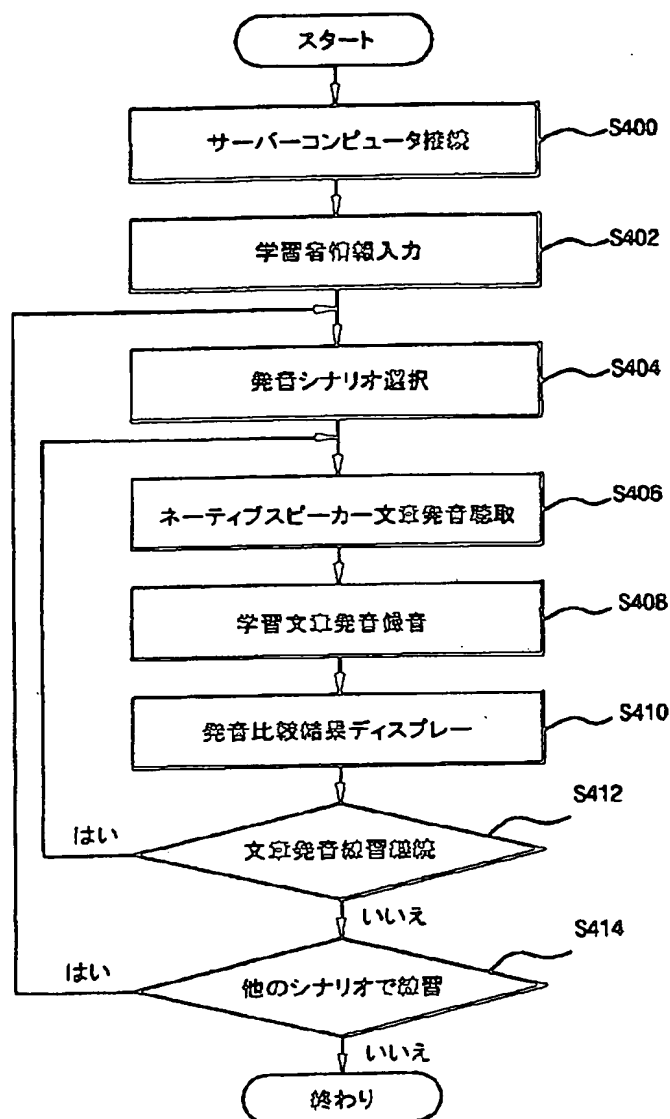 スタート
サーバーコンピュータ接続
S400
学習者情報入力
S402
発音シナリオ選択
S404
ネーティブスピーカー文章発音聴取
S406
学習文章発音録音
S408
発音比較結果ディスプレー
S410
文章発音練習継続
S412
はい
いいえ
他のシナリオで練習
S414
はい
いいえ
終わり